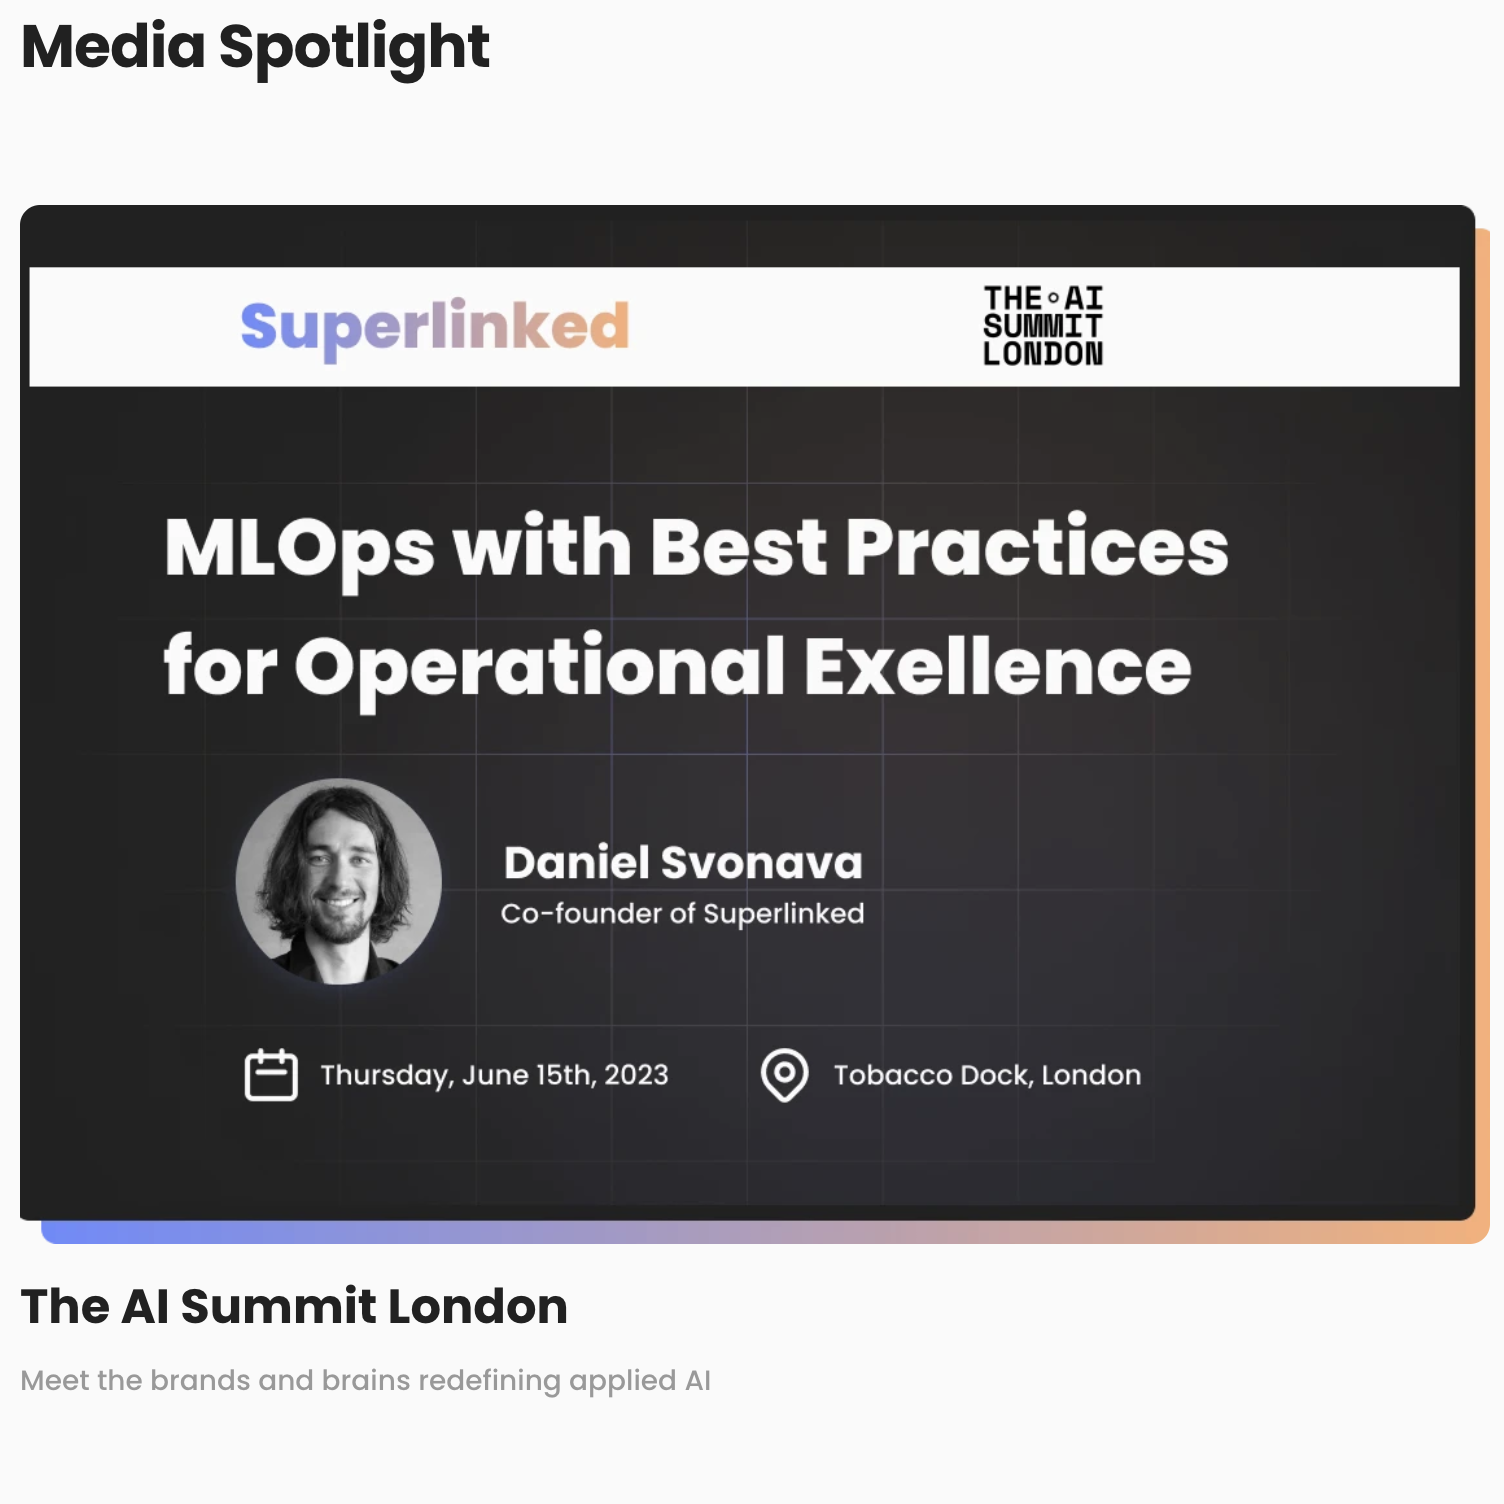 Media Spotlight
Superlinked
THE AI
SUMMIT
LONDON
MLOps with Best Practices
for Operational Exellence
Daniel Svonava
Co-founder of Superlinked
Thursday, June 15th, 2023
Tobacco Dock, London
The AI Summit London
Meet the brands and brains redefining applied AI